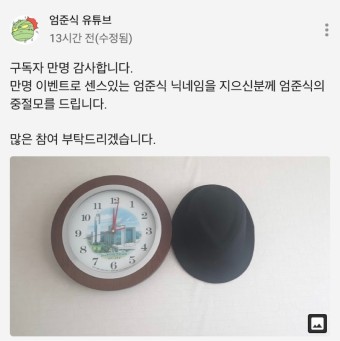 엄준식 유튜브
13시간 전(수정됨)
구독자 만명 감사합니다.
만명 이벤트로 센스있는 엄준식 닉네임을 지으신분께 엄준식의
중절모를 드립니다.
많은 참여 부탁드리겠습니다.
12
1
2
3
4
5
6
7
8
9
10
11